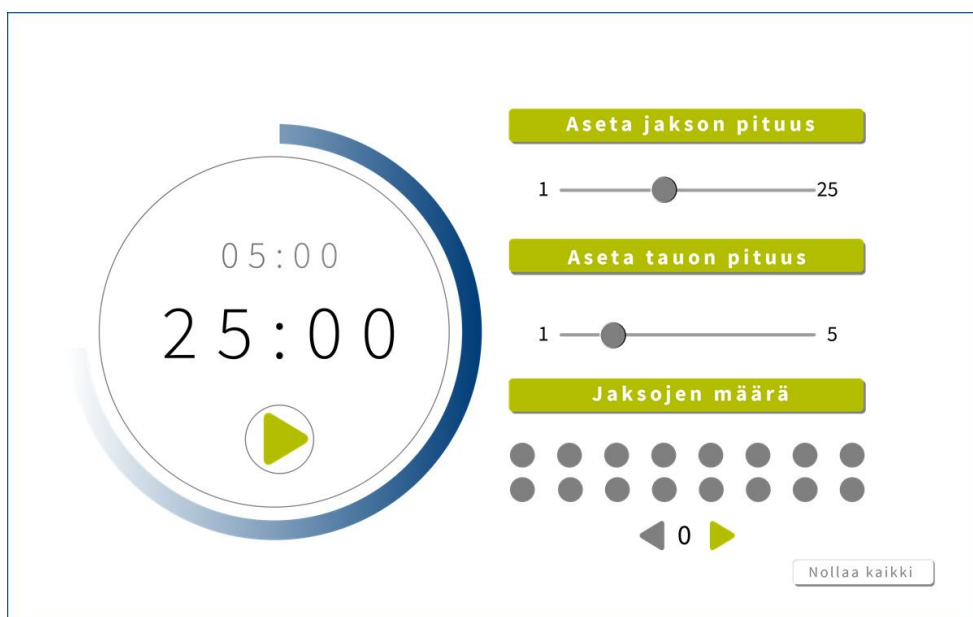 05:00
25:00
Aseta jakson pituus
1 25
Aseta tauon pituus
1 5
Jaksojen määrä
0
Nollaa kaikki